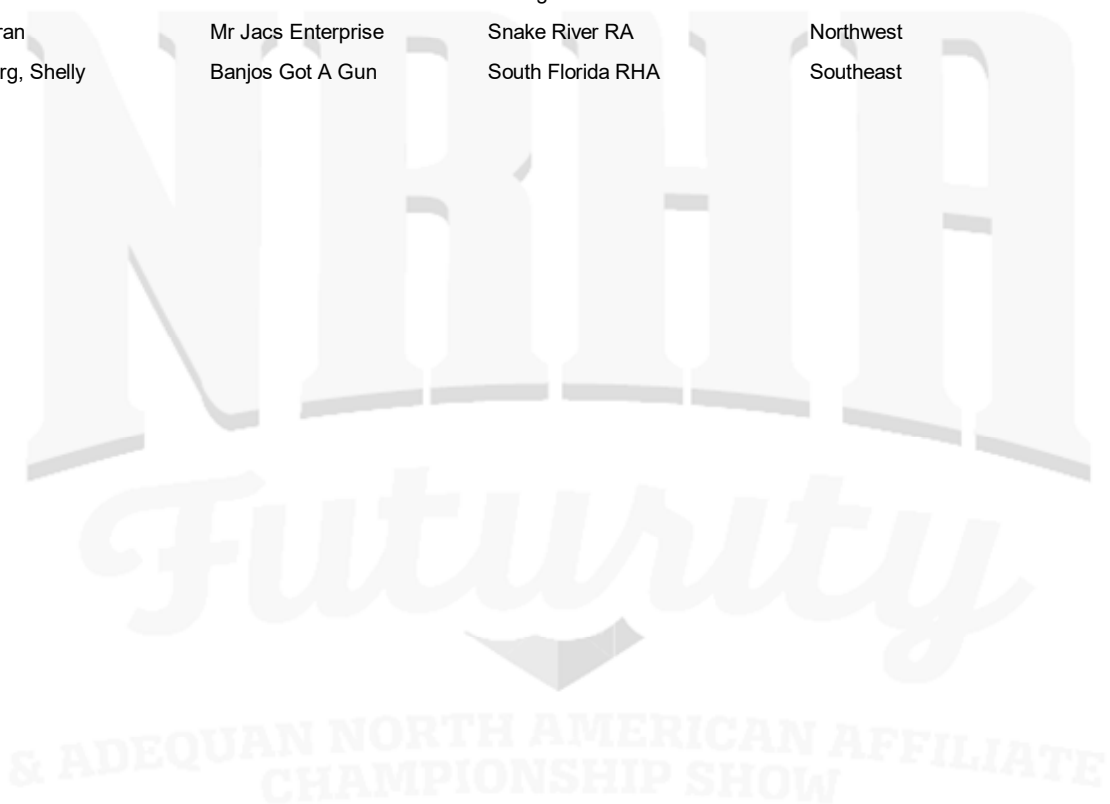 Mr Jacs Enterprise Snake River RA Northwest
rg, Shelly Banjos Got A Gun South Florida RHA Southeast
NRHA
Futurity
& ADEQUAN NORTH AMERICAN AFFILIATE
CHAMPIONSHIP SHOW